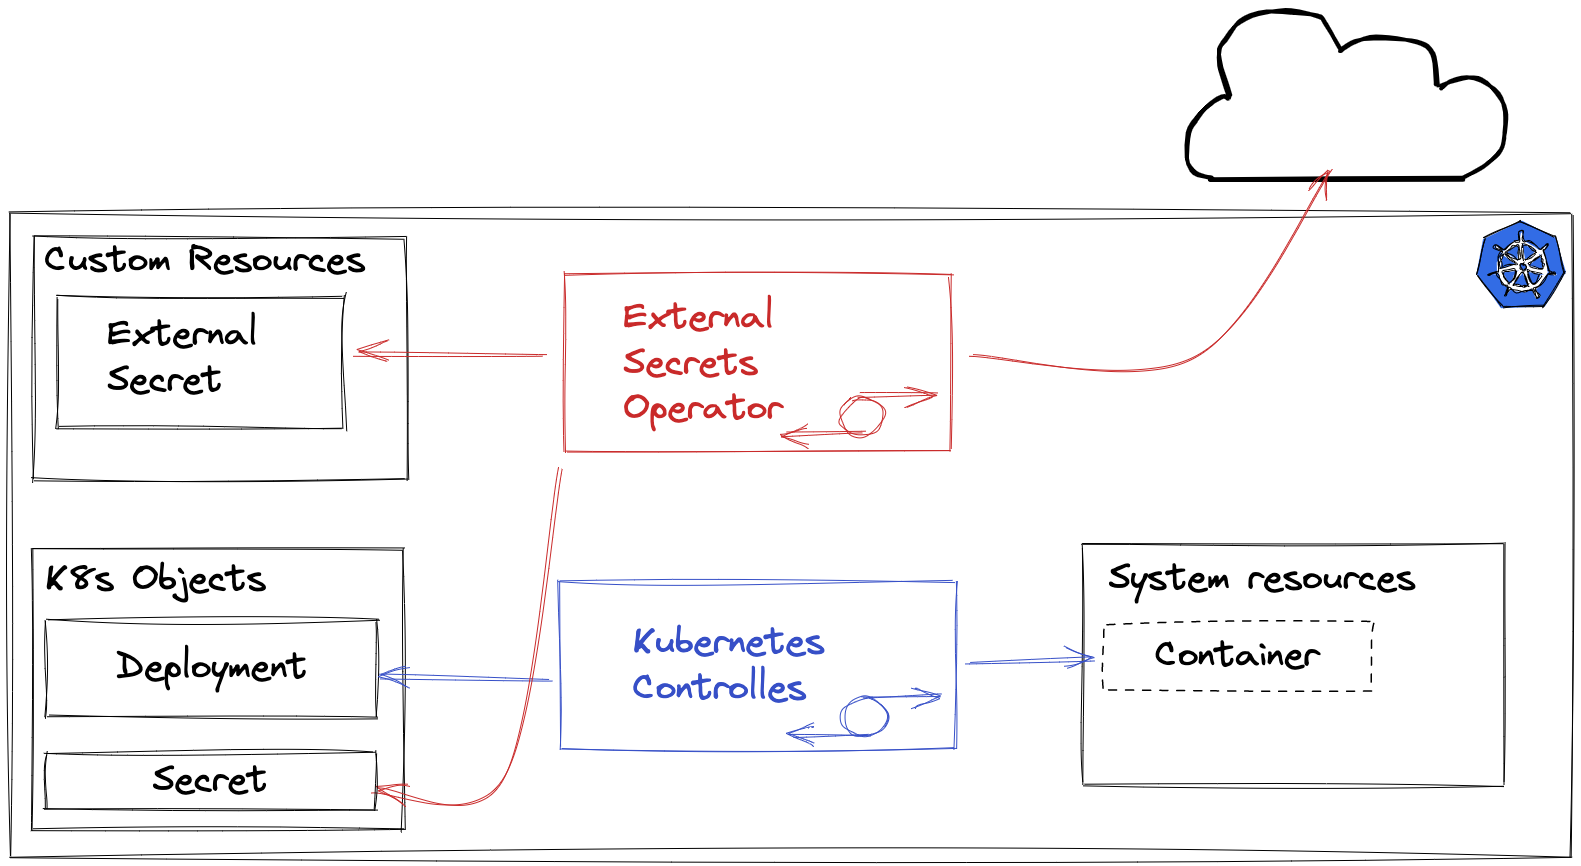 Custom Resources
External
Secret
External
Secrets
Operator
K8s Objects
Deployment
Secret
Kubernetes
Controlles
System resources
Container